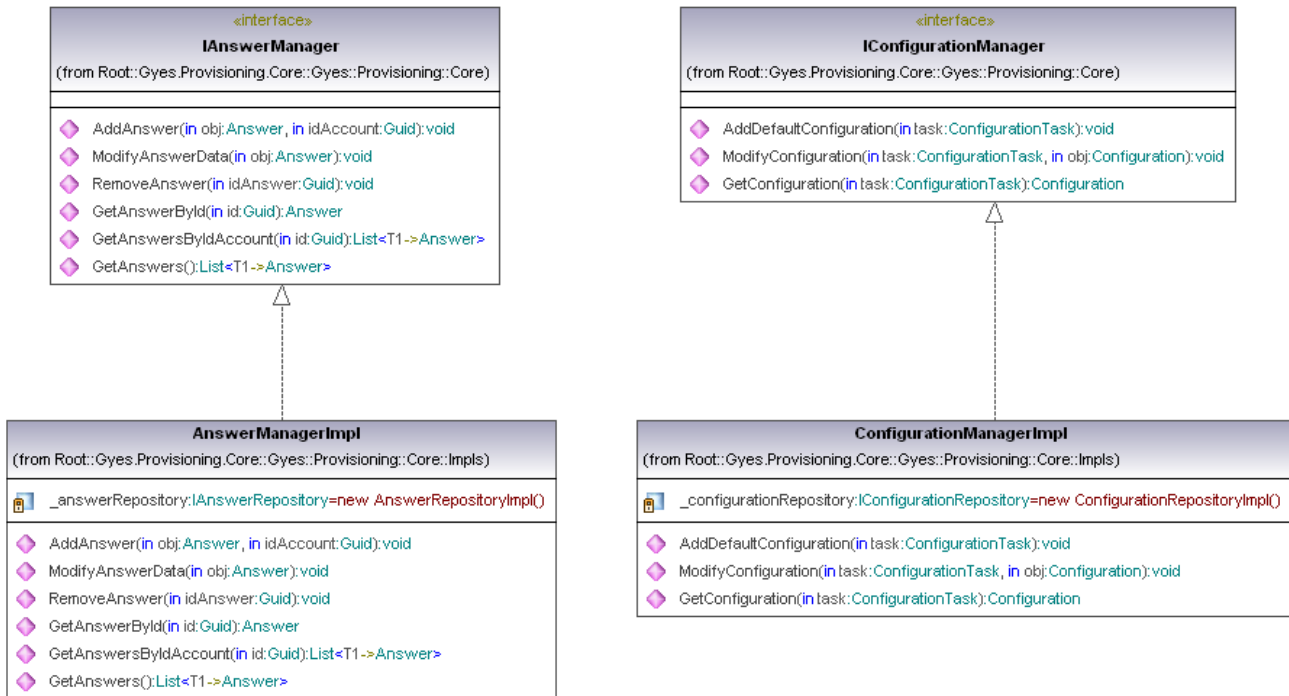 «interface»
IAnswerManager
(from Root::Gyes.Provisioning.Core::Gyes::Provisioning::Core)
AddAnswer(in obj:Answer, in idAccount:Guid):void
ModifyAnswerData(in obj:Answer):void
RemoveAnswer(in idAnswer:Guid):void
GetAnswerById(in id:Guid):Answer
GetAnswersByIdAccount(in id:Guid):List<T1->Answer>
GetAnswers():List<T1->Answer>
«interface»
IConfigurationManager
(from Root::Gyes.Provisioning.Core::Gyes::Provisioning::Core)
AddDefaultConfiguration(in task:ConfigurationTask):void
ModifyConfiguration(in task:ConfigurationTask, in obj:Configuration):void
GetConfiguration(in task:ConfigurationTask):Configuration
AnswerManagerImpl
(from Root::Gyes.Provisioning.Core::Gyes::Provisioning::Core::Impls)
_answerRepository:IAnswerRepository=new AnswerRepositoryImpl()
AddAnswer(in obj:Answer, in idAccount:Guid):void
ModifyAnswerData(in obj:Answer):void
RemoveAnswer(in idAnswer:Guid):void
GetAnswerById(in id:Guid):Answer
GetAnswersByIdAccount(in id:Guid):List<T1->Answer>
GetAnswers():List<T1->Answer>
ConfigurationManagerImpl
(from Root::Gyes.Provisioning.Core::Gyes::Provisioning::Core::Impls)
_configurationRepository:IConfigurationRepository=new ConfigurationRepositoryImpl()
AddDefaultConfiguration(in task:ConfigurationTask):void
ModifyConfiguration(in task:ConfigurationTask, in obj:Configuration):void
GetConfiguration(in task:ConfigurationTask):Configuration